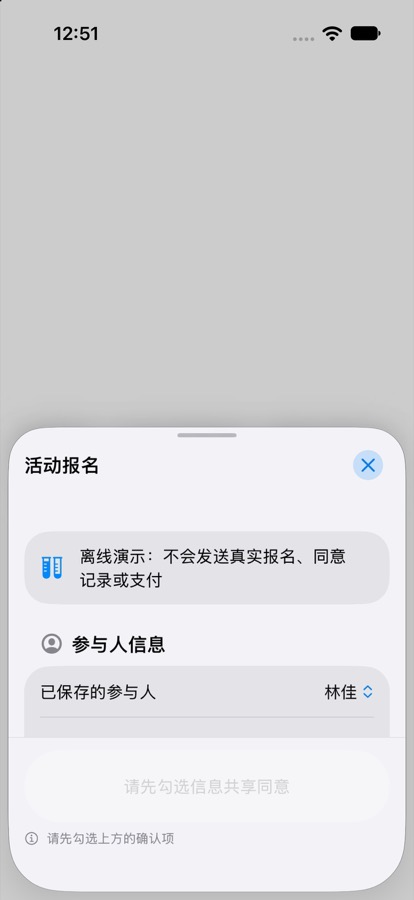 12:51
活动报名
离线演示：不会发送真实报名、同意
记录或支付
参与人信息
已保存的参与人
林佳
请先勾选信息共享同意
请先勾选上方的确认项